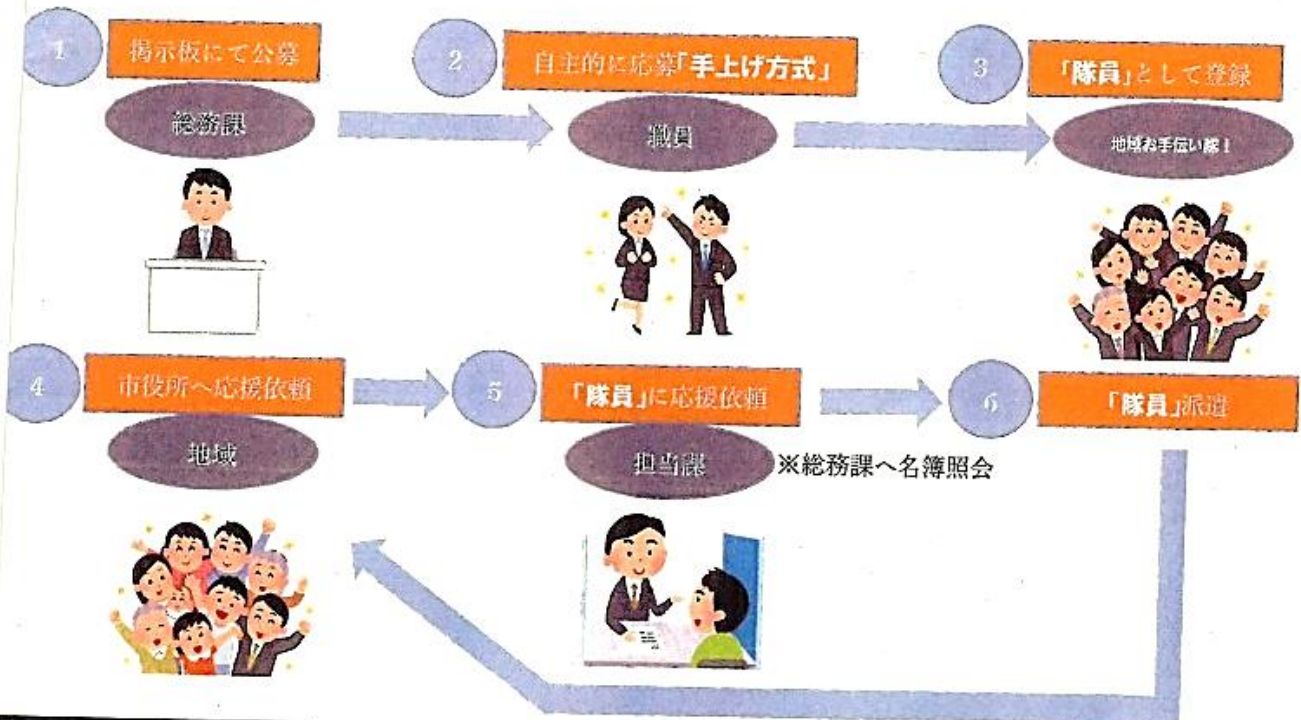 1
掲示板にて公募
総務課
2
自主的に応募「手上げ方式」
職員
3
「隊員」として登録
地域お手伝い隊!
4
市役所へ応援依頼
地域
5
「隊員」に応援依頼
担当課
※総務課へ名簿照会
6
「隊員」派遣